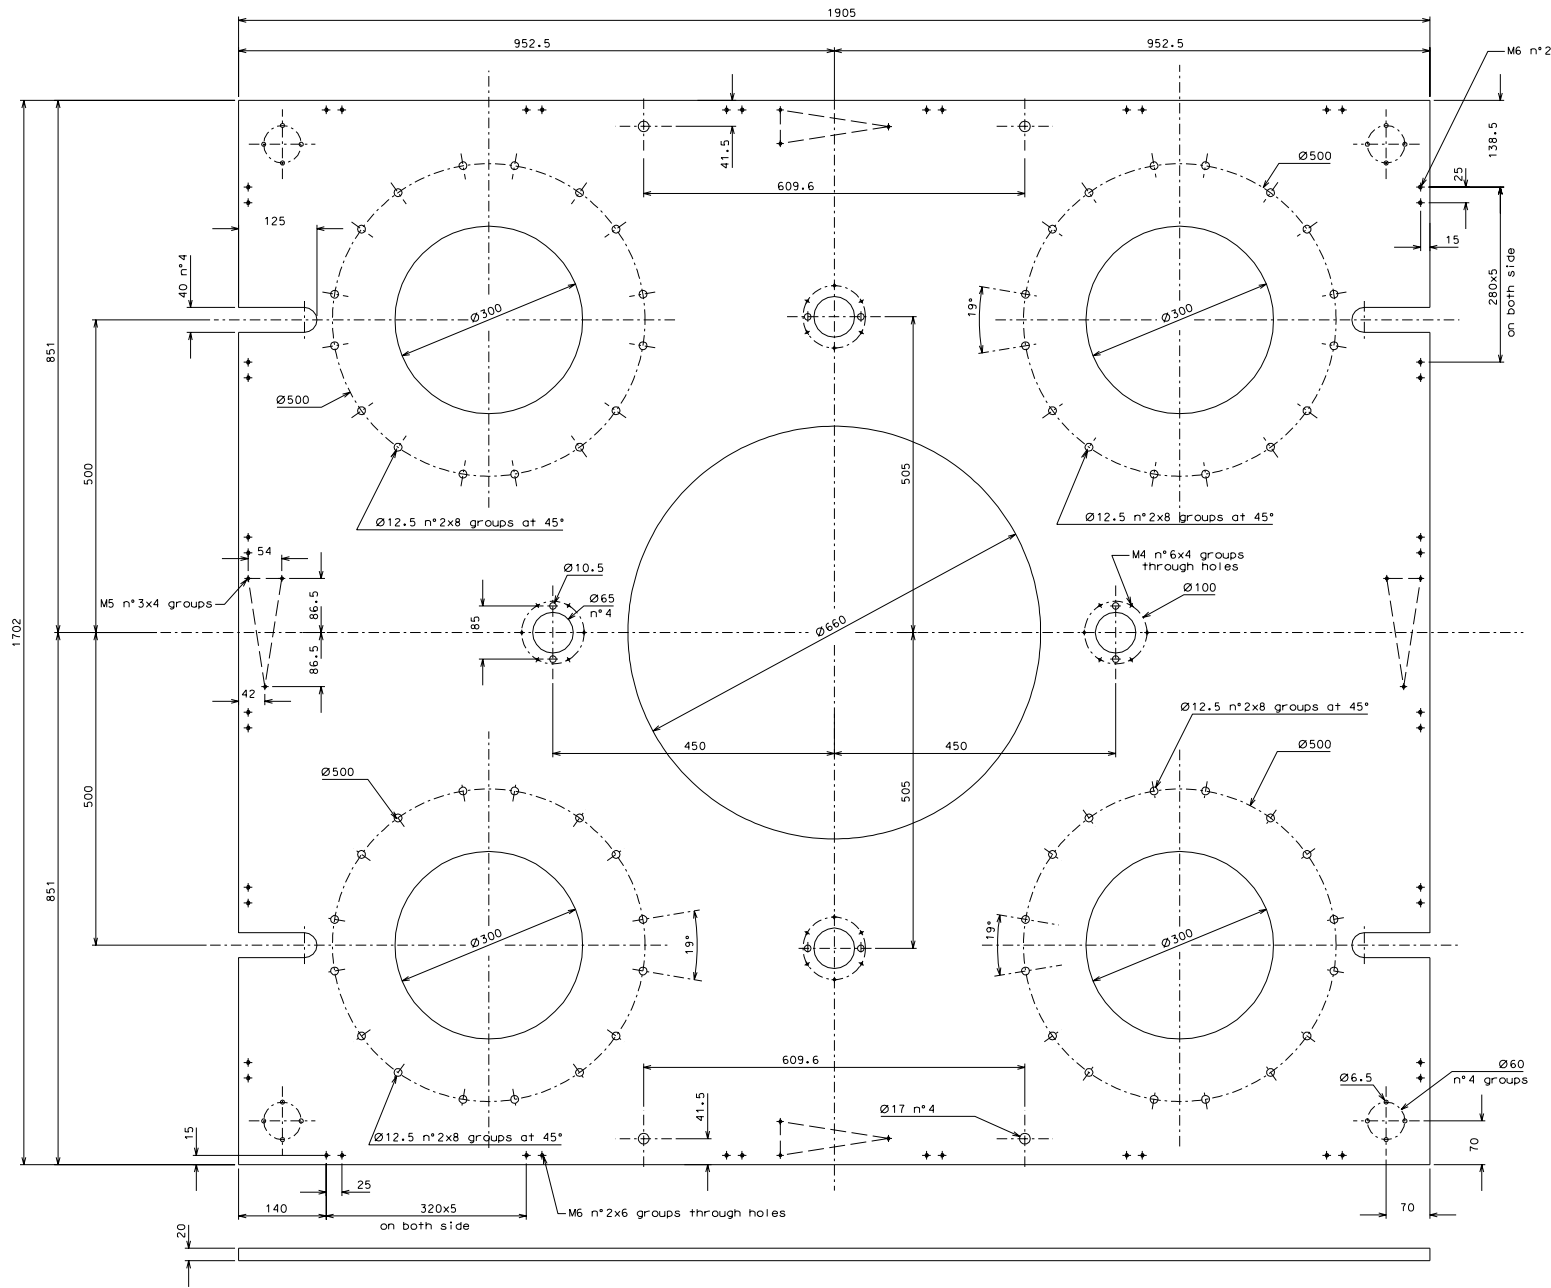 1905
952.5
952.5
M6 n°2
41.5
138.5
Ø500
25
609.6
125
15
40 n°4
280x5
on both side
Ø300
19°
Ø300
851
Ø500
500
505
Ø12.5 n°2x8 groups at 45°
Ø12.5 n°2x8 groups at 45°
54
M4 n°6x4 groups
through holes
Ø10.5
Ø100
M5 n°3x4 groups
86.5
Ø65
n°4
85
Ø660
1702
86.5
42
Ø12.5 n°2x8 groups at 45°
450
450
Ø500
Ø500
500
505
851
Ø300
19°
19°
Ø300
609.6
Ø60
n°4 groups
Ø6.5
41.5
Ø17 n°4
15
Ø12.5 n°2x8 groups at 45°
70
25
140
320x5
on both side
M6 n°2x6 groups through holes
70
20